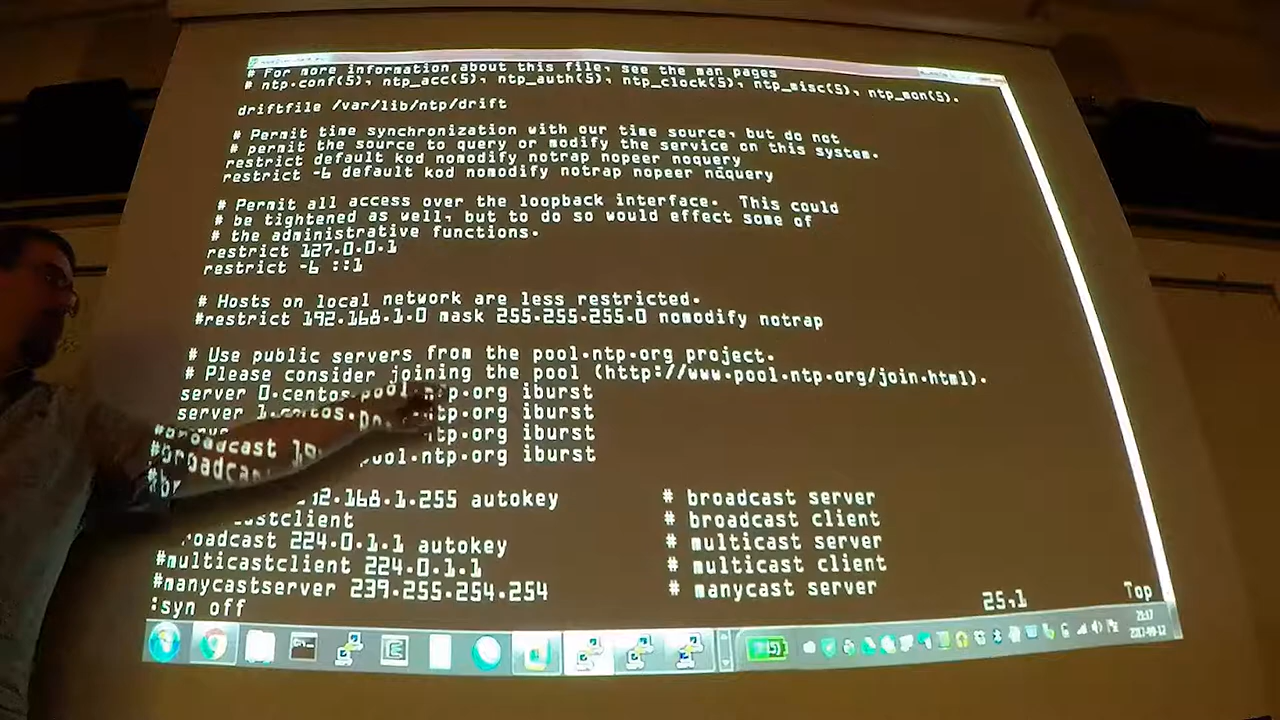 # For more information about this file, see the man pages
# ntp.conf(5), ntp_acc(5), ntp_auth(5), ntp_clock(5), ntp_misc(5), ntp_mon(5).
driftfile /var/lib/ntp/drift
# Permit time synchronization with our time source, but do not
# permit the source to query or modify the service on this system.
restrict default kod nomodify notrap nopeer noquery
restrict -6 default kod nomodify notrap nopeer noquery
# Permit all access over the loopback interface. This could
# be tightened as well, but to do so would effect some of
# the administrative functions.
restrict 127.0.0.1
restrict -6 ::1
# Hosts on local network are less restricted.
#restrict 192.168.1.0 mask 255.255.255.0 nomodify notrap
# Use public servers from the pool.ntp.org project.
# Please consider joining the pool (http://www.pool.ntp.org/join.html).
server 0.centos.pool.ntp.org iburst
server 1.centos.po ntp.org iburst
ntp.org iburst
pool.ntp.org iburst
#broadcast
#broadcas
#br
192.168.1.255 autokey # broadcast server
castclient # broadcast client
roadcast 224.0.1.1 autokey # multicast server
#multicastclient 224.0.1.1 # multicast client
#manycastserver 239.255.254.254 # manycast server
:syn off 25,1 Top